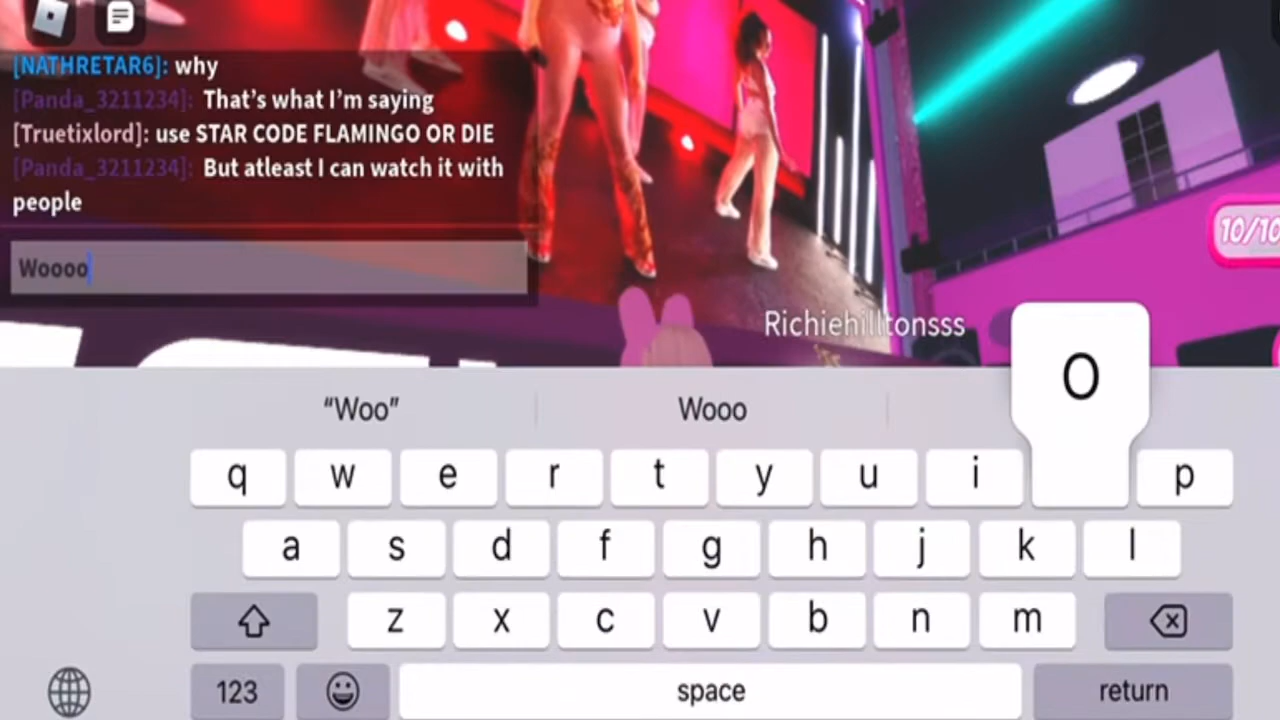 [NATHRETAR6]: why
[Panda_3211234]: That's what I'm saying
[Truetixlord]: use STAR CODE FLAMINGO OR DIE
[Panda_3211234]: But atleast I can watch it with
people
Woooo
10/10
Richiehilltonsss
"Woo" Wooo
O
q w e r t y u i p
a s d f g h j k l
z x c v b n m
123 space return